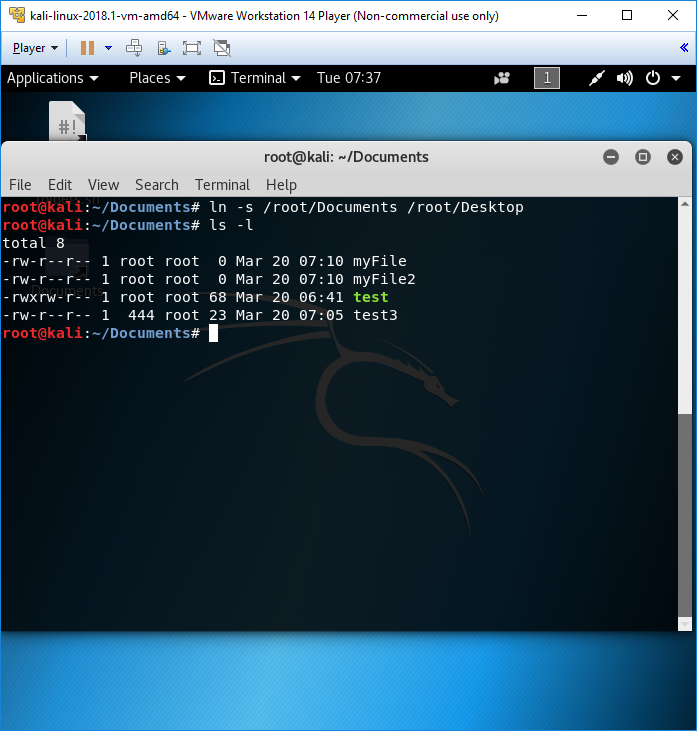 kali-linux-2018.1-vm-amd64 - VMware Workstation 14 Player (Non-commercial use only)
Player
Applications Places Terminal Tue 07:37 1
#!
root@kali: ~/Documents
File Edit View Search Terminal Help
root@kali:~/Documents# ln -s /root/Documents /root/Desktop
root@kali:~/Documents# ls -l
total 8
-rw-r--r-- 1 root root  0 Mar 20 07:10 myFile
-rw-r--r-- 1 root root  0 Mar 20 07:10 myFile2
Documents
-rwxrw-r-- 1 root root 68 Mar 20 06:41 test
-rw-r--r-- 1  444 root 23 Mar 20 07:05 test3
root@kali:~/Documents#